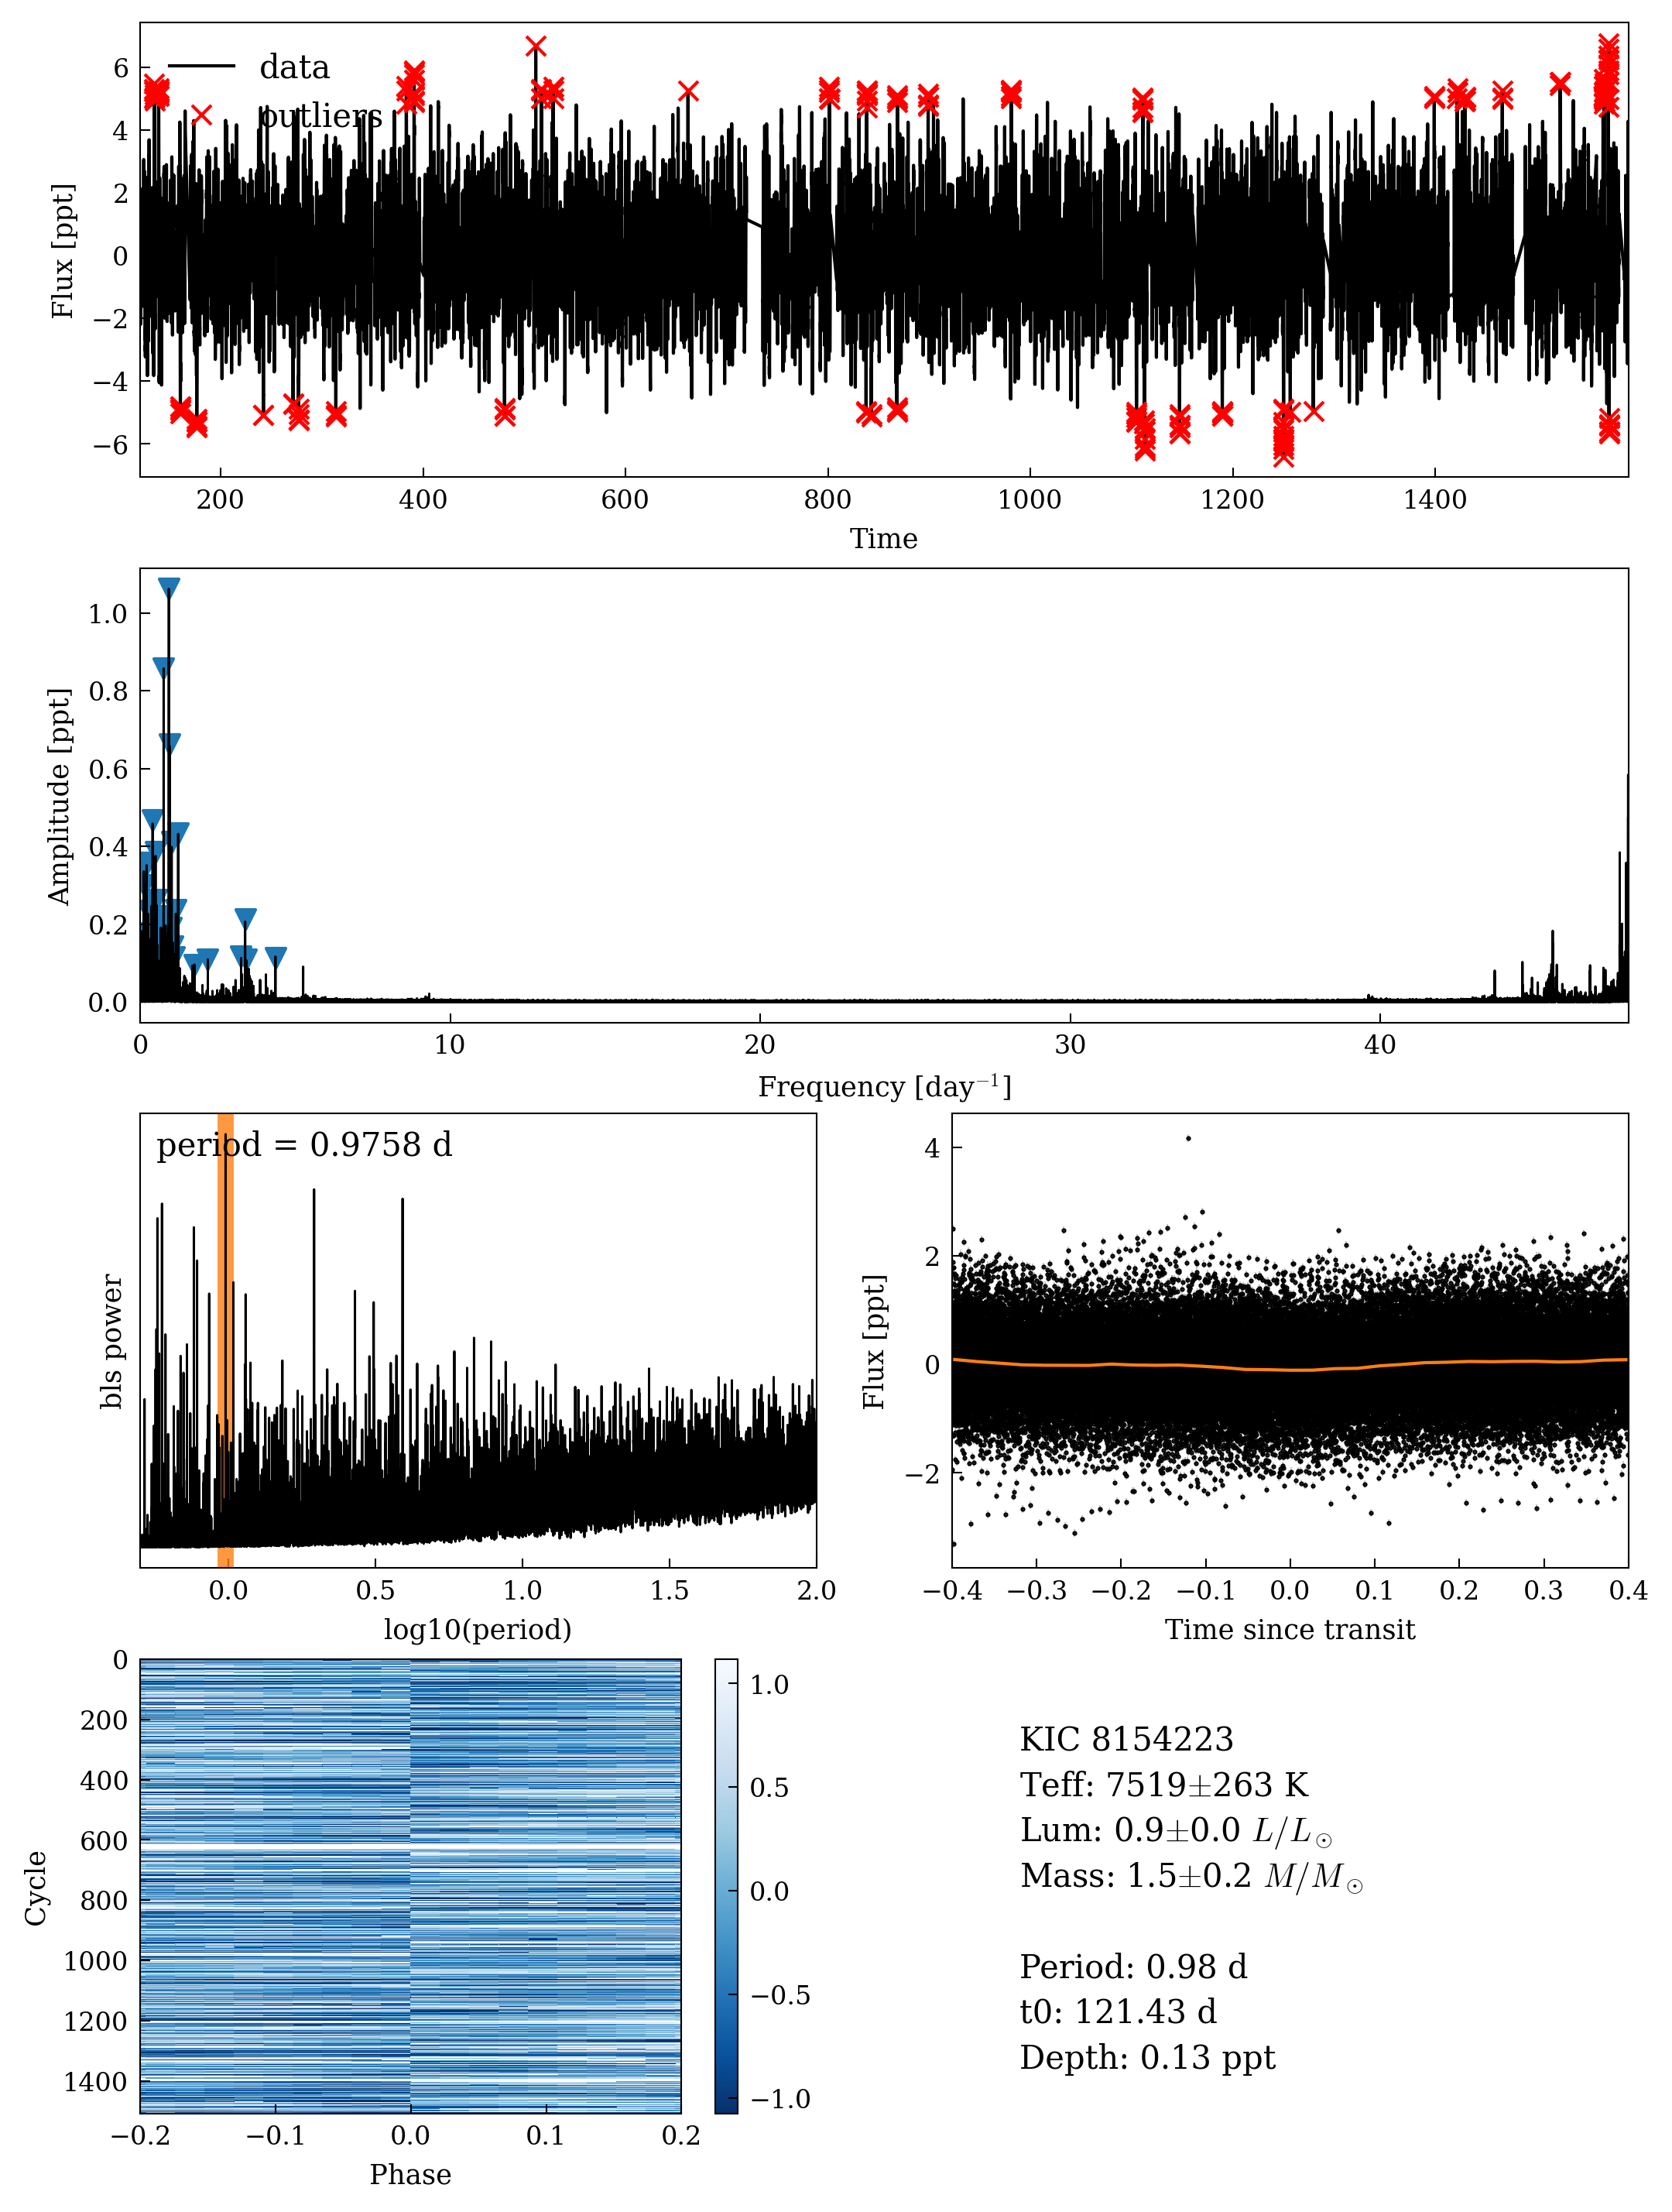 data
outliers
6
4
2
0
−2
−4
−6
Flux [ppt]
200 400 600 800 1000 1200 1400
Time
1.0
0.8
0.6
0.4
0.2
0.0
Amplitude [ppt]
0 10 20 30 40
Frequency [day⁻¹]
period = 0.9758 d
bls power
0.0 0.5 1.0 1.5 2.0
log10(period)
4
2
0
−2
Flux [ppt]
−0.4 −0.3 −0.2 −0.1 0.0 0.1 0.2 0.3 0.4
Time since transit
0
200
400
600
800
1000
1200
1400
Cycle
−0.2 −0.1 0.0 0.1 0.2
Phase
1.0
0.5
0.0
−0.5
−1.0
KIC 8154223
Teff: 7519±263 K
Lum: 0.9±0.0 L/L☉
Mass: 1.5±0.2 M/M☉
Period: 0.98 d
t0: 121.43 d
Depth: 0.13 ppt